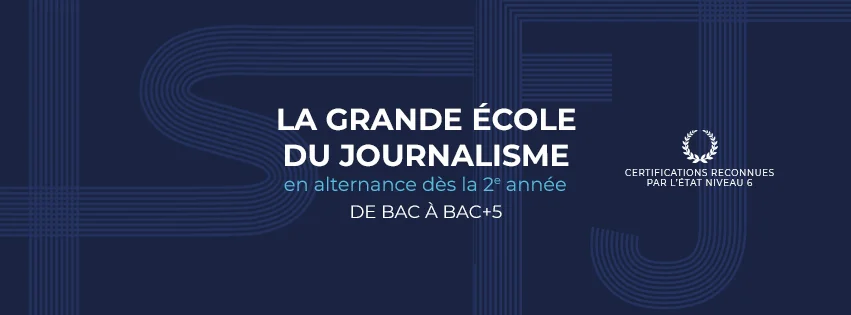 ISFJ
LA GRANDE ÉCOLE
DU JOURNALISME
en alternance dès la 2e année
DE BAC À BAC+5
CERTIFICATIONS RECONNUES
PAR L'ÉTAT NIVEAU 6